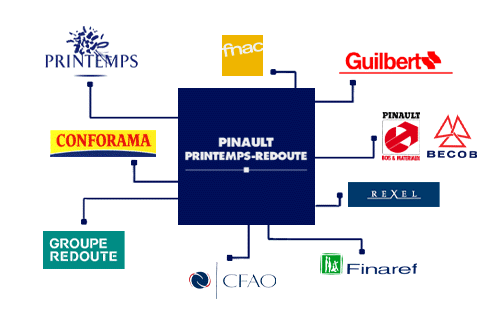 PRINTEMPS
fnac
Guilbert
CONFORAMA
PINAULT
PRINTEMPS-REDOUTE
PINAULT
BOIS & MATERIAUX
BECOB
REXEL
GROUPE
REDOUTE
CFAO
Finaref